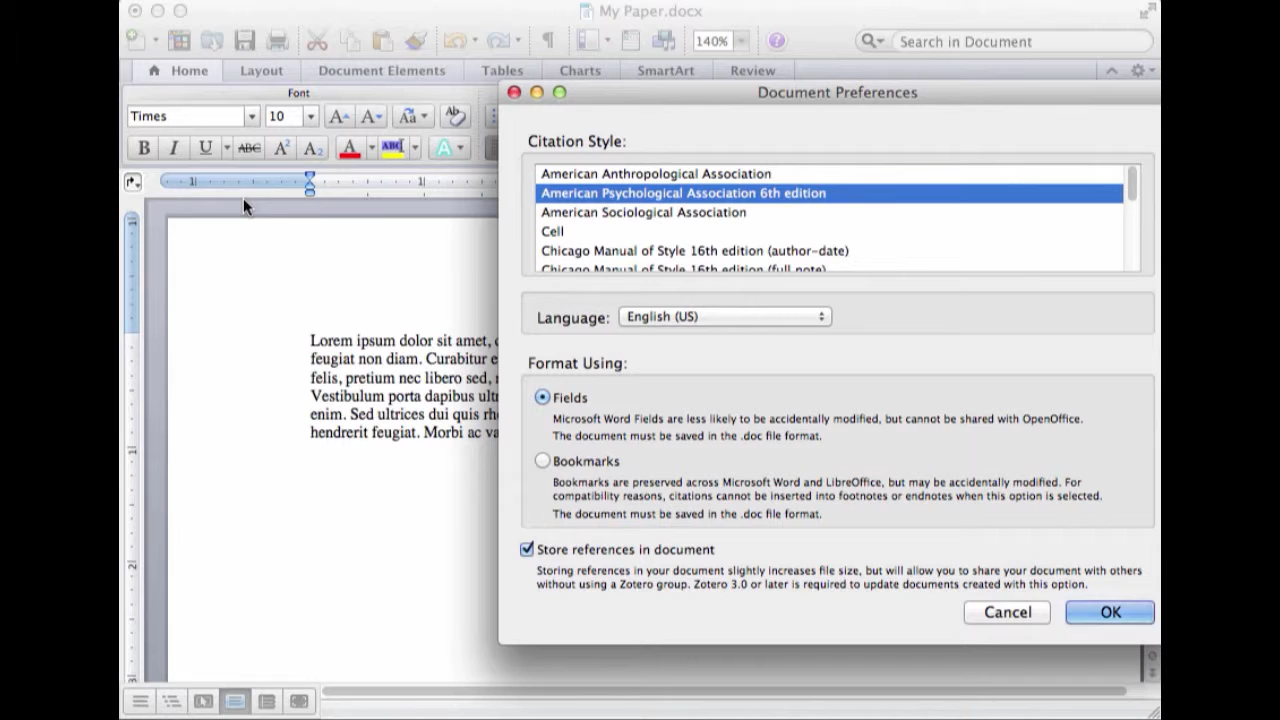 My Paper.docx
140%
Search in Document
Home Layout Document Elements Tables Charts SmartArt Review
Font
Times 10
Document Preferences
Citation Style:
American Anthropological Association
American Psychological Association 6th edition
American Sociological Association
Cell
Chicago Manual of Style 16th edition (author-date)
Chicago Manual of Style 16th edition (full note)
Language: English (US)
Format Using:
Fields
Microsoft Word Fields are less likely to be accidentally modified, but cannot be shared with OpenOffice.
The document must be saved in the .doc file format.
Bookmarks
Bookmarks are preserved across Microsoft Word and LibreOffice, but may be accidentally modified. For
compatibility reasons, citations cannot be inserted into footnotes or endnotes when this option is selected.
The document must be saved in the .doc file format.
Store references in document
Storing references in your document slightly increases file size, but will allow you to share your document with others
without using a Zotero group. Zotero 3.0 or later is required to update documents created with this option.
Cancel OK
Lorem ipsum dolor sit amet,
feugiat non diam. Curabitur
felis, pretium nec libero sed,
Vestibulum porta dapibus
enim. Sed ultrices dui quis
hendrerit feugiat. Morbi ac